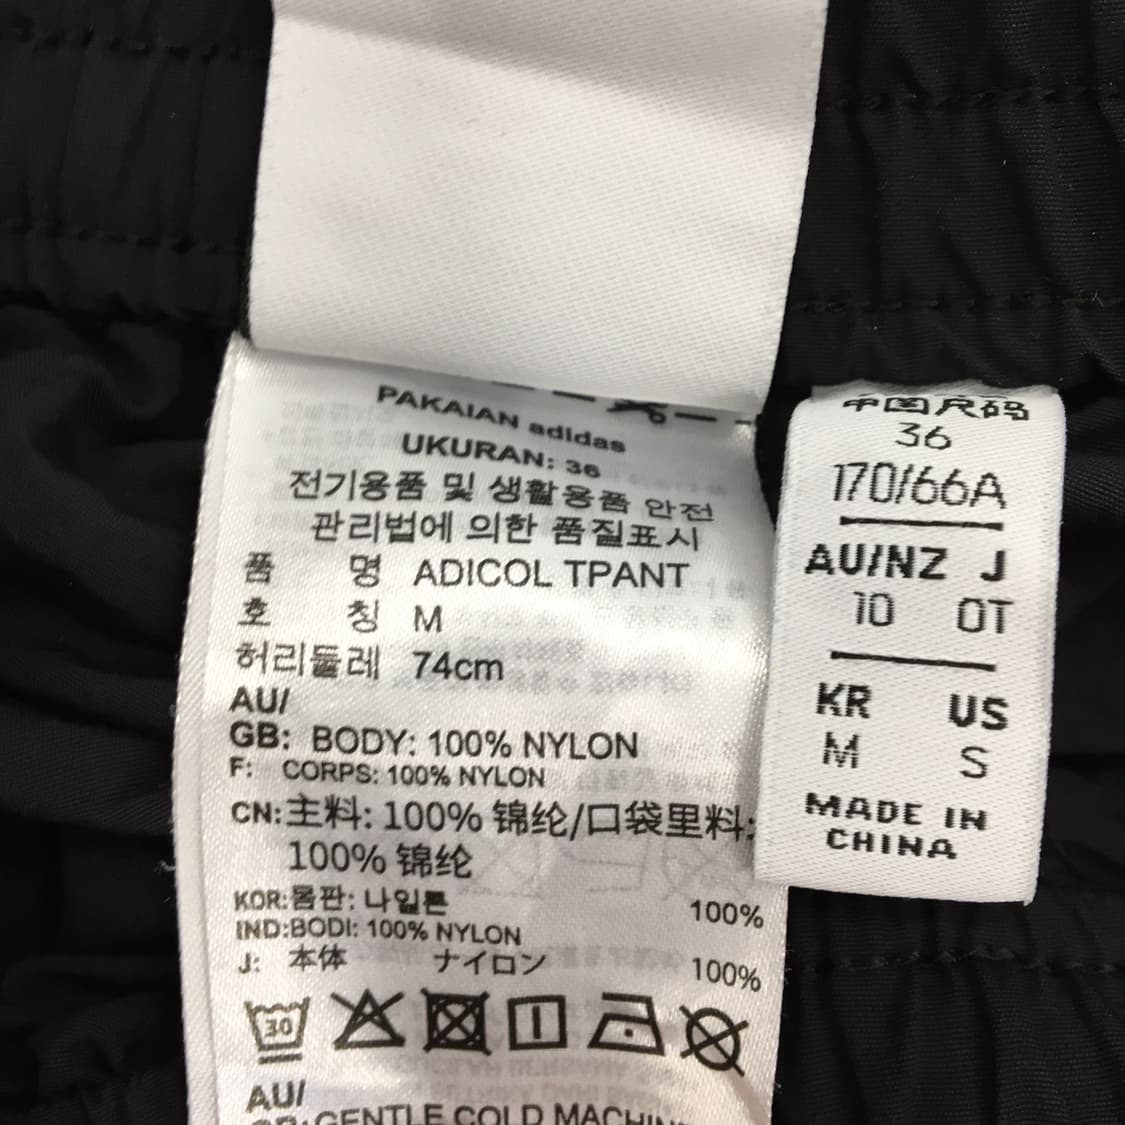 PAKAIAN adidas
UKURAN: 36
전기용품 및 생활용품 안전
관리법에 의한 품질표시
품 명 ADICOL TPANT
호 칭 M
허리둘레 74cm
AU/
GB: BODY: 100% NYLON
F: CORPS: 100% NYLON
CN:主料: 100% 锦纶/口袋里料:
100% 锦纶
KOR:몸판: 나일론 100%
IND:BODI: 100% NYLON
J: 本体 ナイロン 100%
30
AU/
GB:GENTLE COLD MACHIN
中国尺码
36
170/66A
AU/NZ J
10 OT
KR US
M S
MADE IN
CHINA